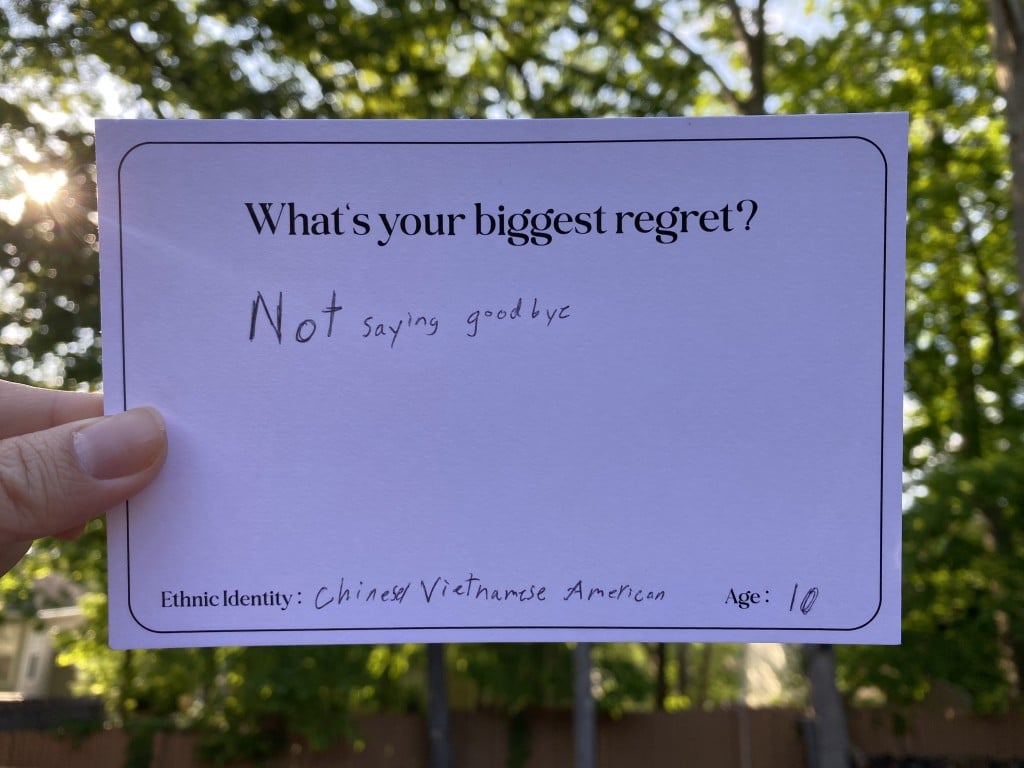 What's your biggest regret?
Not saying goodbye
Ethnic Identity: Chinese/Vietnamese American Age: 10